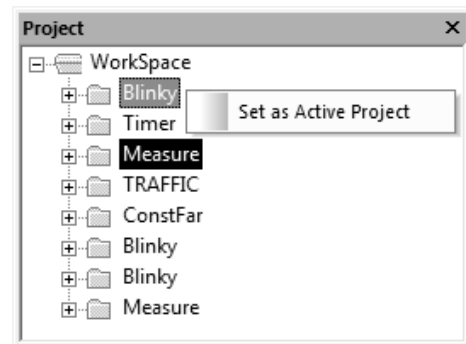 Project
WorkSpace
Blinky
Set as Active Project
Timer
Measure
TRAFFIC
ConstFar
Blinky
Blinky
Measure